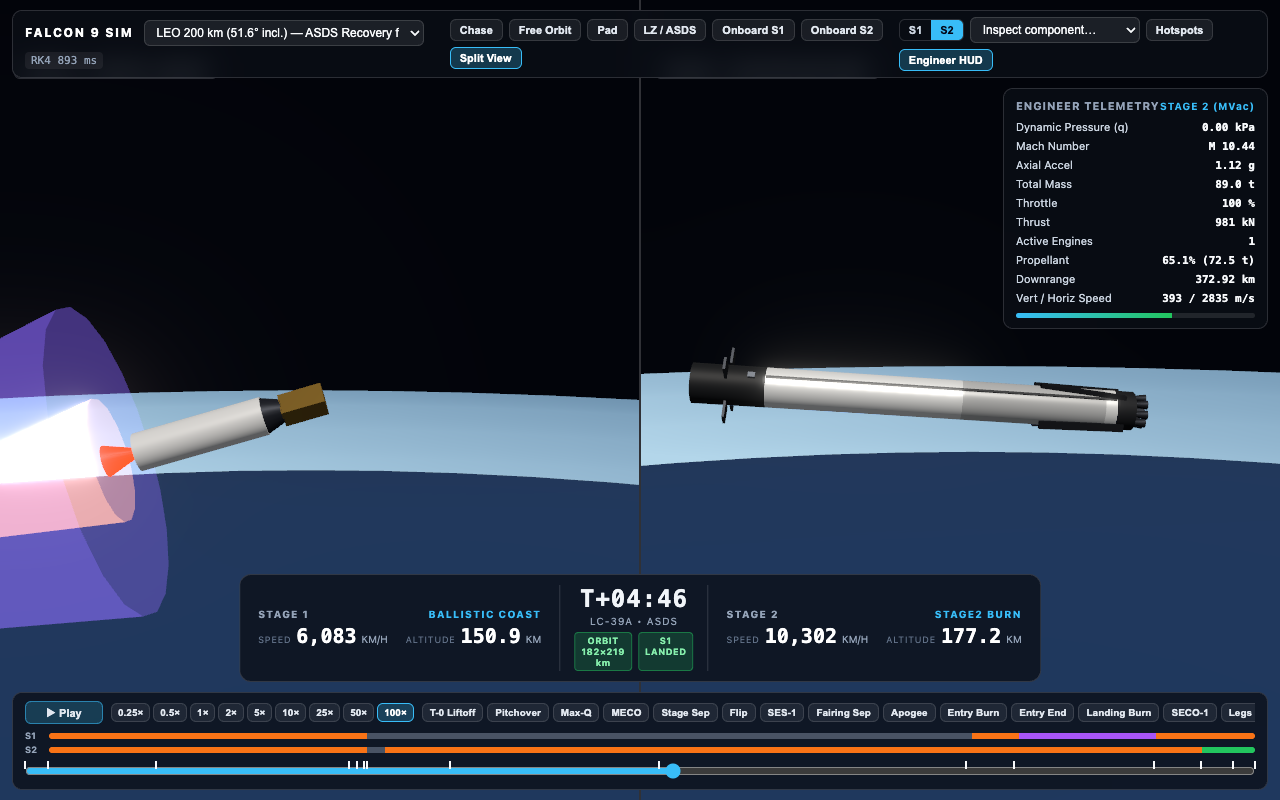 FALCON 9 SIM
LEO 200 km (51.6° incl.) — ASDS Recovery f
Chase
Free Orbit
Pad
LZ / ASDS
Onboard S1
Onboard S2
S1
S2
Inspect component...
Hotspots
RK4 893 ms
Split View
Engineer HUD
ENGINEER TELEMETRY STAGE 2 (MVac)
Dynamic Pressure (q) 0.00 kPa
Mach Number M 10.44
Axial Accel 1.12 g
Total Mass 89.0 t
Throttle 100 %
Thrust 981 kN
Active Engines 1
Propellant 65.1% (72.5 t)
Downrange 372.92 km
Vert / Horiz Speed 393 / 2835 m/s
STAGE 1 BALLISTIC COAST
SPEED 6,083 KM/H ALTITUDE 150.9 KM
T+04:46
LC-39A • ASDS
ORBIT
182×219
km
S1
LANDED
STAGE 2 STAGE2 BURN
SPEED 10,302 KM/H ALTITUDE 177.2 KM
▶ Play
0.25×
0.5×
1×
2×
5×
10×
25×
50×
100×
T-0 Liftoff
Pitchover
Max-Q
MECO
Stage Sep
Flip
SES-1
Fairing Sep
Apogee
Entry Burn
Entry End
Landing Burn
SECO-1
Legs
S1
S2